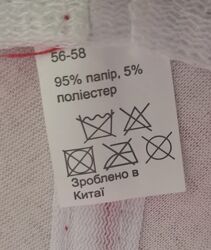 56-58
95% папір, 5%
поліестер
Зроблено в
Китаї